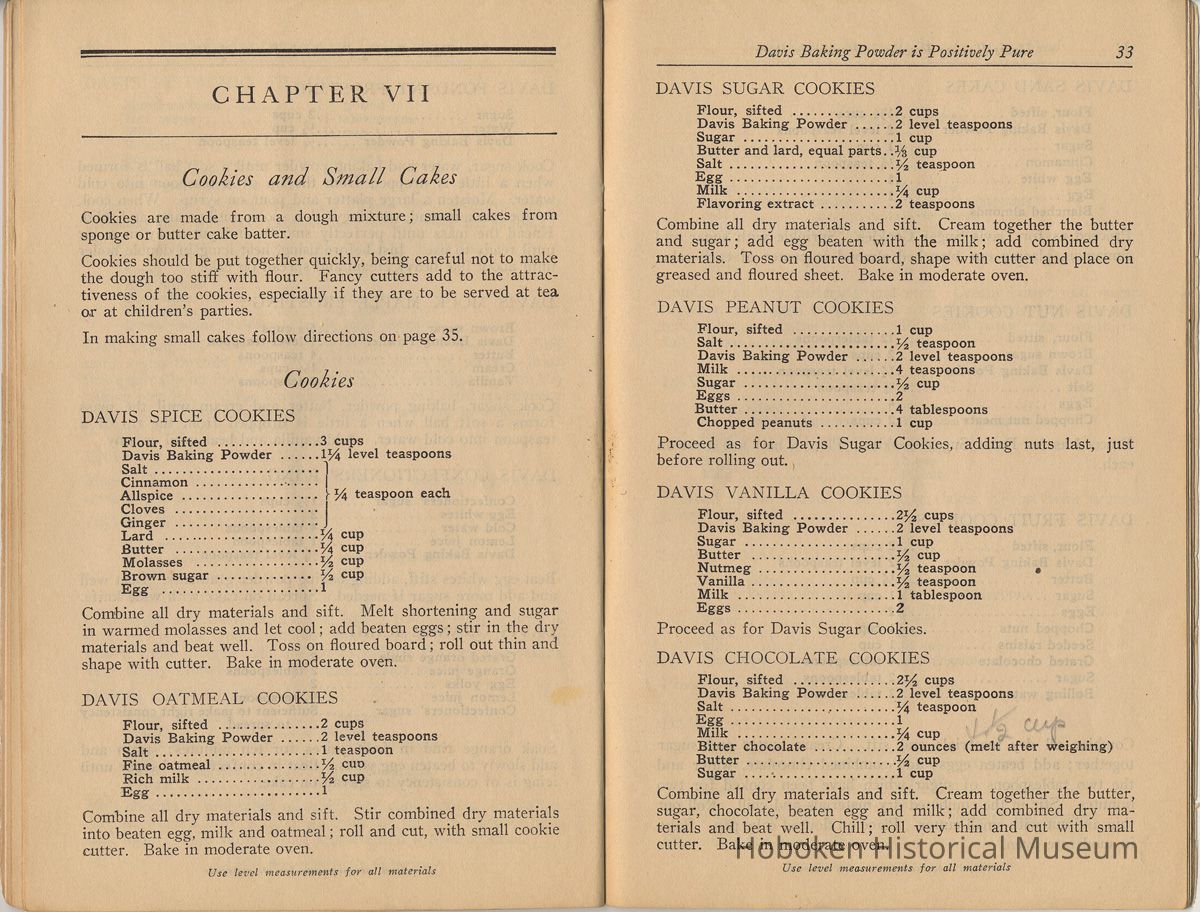 CHAPTER VII
Cookies and Small Cakes
Cookies are made from a dough mixture; small cakes from
sponge or butter cake batter.
Cookies should be put together quickly, being careful not to make
the dough too stiff with flour. Fancy cutters add to the attrac-
tiveness of the cookies, especially if they are to be served at tea
or at children's parties.
In making small cakes follow directions on page 35.
Cookies
DAVIS SPICE COOKIES
Flour, sifted .............3 cups
Davis Baking Powder ......1¼ level teaspoons
Salt ......................
Cinnamon .................
Allspice ................... ¼ teaspoon each
Cloves ....................
Ginger ....................
Lard ......................¼ cup
Butter ....................¼ cup
Molasses .................½ cup
Brown sugar .............½ cup
Egg ......................1
Combine all dry materials and sift. Melt shortening and sugar
in warmed molasses and let cool; add beaten eggs; stir in the dry
materials and beat well. Toss on floured board; roll out thin and
shape with cutter. Bake in moderate oven.
DAVIS OATMEAL COOKIES
Flour, sifted .............2 cups
Davis Baking Powder ......2 level teaspoons
Salt ......................1 teaspoon
Fine oatmeal .............½ cup
Rich milk ................½ cup
Egg ......................1
Combine all dry materials and sift. Stir combined dry materials
into beaten egg, milk and oatmeal; roll and cut, with small cookie
cutter. Bake in moderate oven.
Use level measurements for all materials
Davis Baking Powder is Positively Pure 33
DAVIS SUGAR COOKIES
Flour, sifted ..............2 cups
Davis Baking Powder ......2 level teaspoons
Sugar .....................1 cup
Butter and lard, equal parts..⅓ cup
Salt .......................½ teaspoon
Egg .......................1
Milk ......................¼ cup
Flavoring extract ..........2 teaspoons
Combine all dry materials and sift. Cream together the butter
and sugar; add egg beaten with the milk; add combined dry
materials. Toss on floured board, shape with cutter and place on
greased and floured sheet. Bake in moderate oven.
DAVIS PEANUT COOKIES
Flour, sifted ..............1 cup
Salt .......................½ teaspoon
Davis Baking Powder ......2 level teaspoons
Milk ......................4 teaspoons
Sugar .....................½ cup
Eggs ......................2
Butter .....................4 tablespoons
Chopped peanuts ..........1 cup
Proceed as for Davis Sugar Cookies, adding nuts last, just
before rolling out.
DAVIS VANILLA COOKIES
Flour, sifted ..............2½ cups
Davis Baking Powder ......2 level teaspoons
Sugar .....................1 cup
Butter ....................½ cup
Nutmeg ...................½ teaspoon
Vanilla ....................½ teaspoon
Milk ......................1 tablespoon
Eggs ......................2
Proceed as for Davis Sugar Cookies.
DAVIS CHOCOLATE COOKIES
Flour, sifted ..............2½ cups
Davis Baking Powder ......2 level teaspoons
Salt .......................¼ teaspoon
Egg .......................1
Milk ......................¼ cup
½ cup
Bitter chocolate ...........2 ounces (melt after weighing)
Butter ....................½ cup
Sugar .....................1 cup
Combine all dry materials and sift. Cream together the butter,
sugar, chocolate, beaten egg and milk; add combined dry ma-
terials and beat well. Chill; roll very thin and cut with small
cutter. Bake in moderate oven.
Hoboken Historical Museum
Use level measurements for all materials